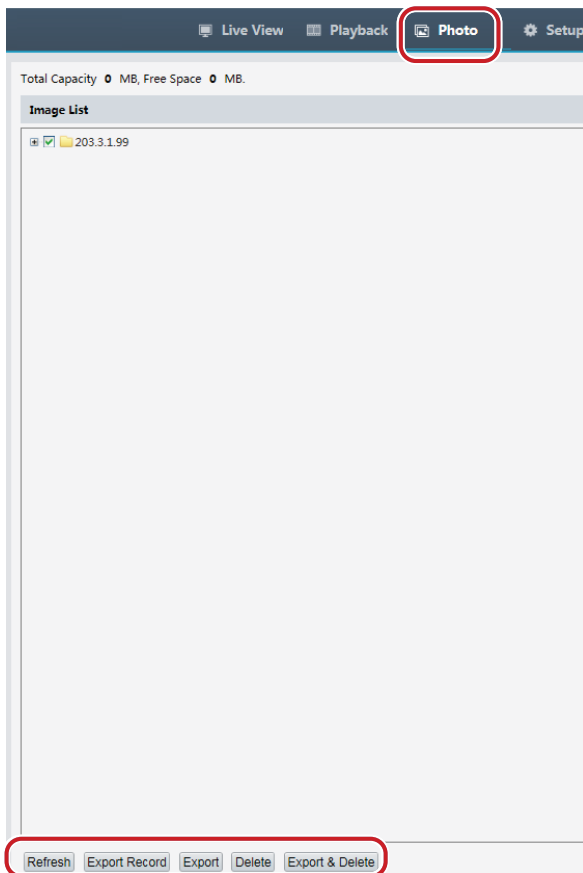 Live View Playback Photo Setup
Total Capacity 0 MB, Free Space 0 MB.
Image List
203.3.1.99
Refresh Export Record Export Delete Export & Delete